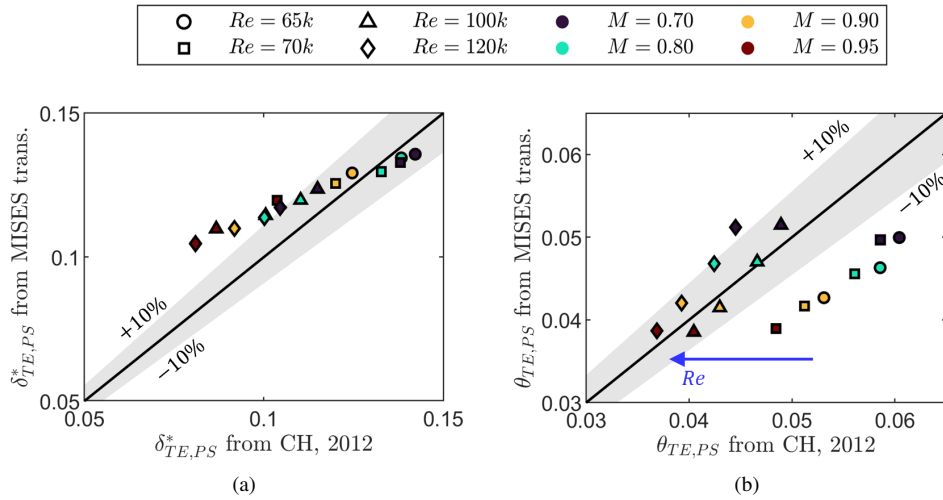 Re = 65k Re = 100k M = 0.70 M = 0.90
Re = 70k Re = 120k M = 0.80 M = 0.95
0.15
0.1
0.05
δ*TE,PS from MISES trans.
+10%
−10%
0.05 0.1 0.15
δ*TE,PS from CH, 2012
(a)
0.06
0.05
0.04
0.03
θTE,PS from MISES trans.
+10%
−10%
Re
0.03 0.04 0.05 0.06
θTE,PS from CH, 2012
(b)